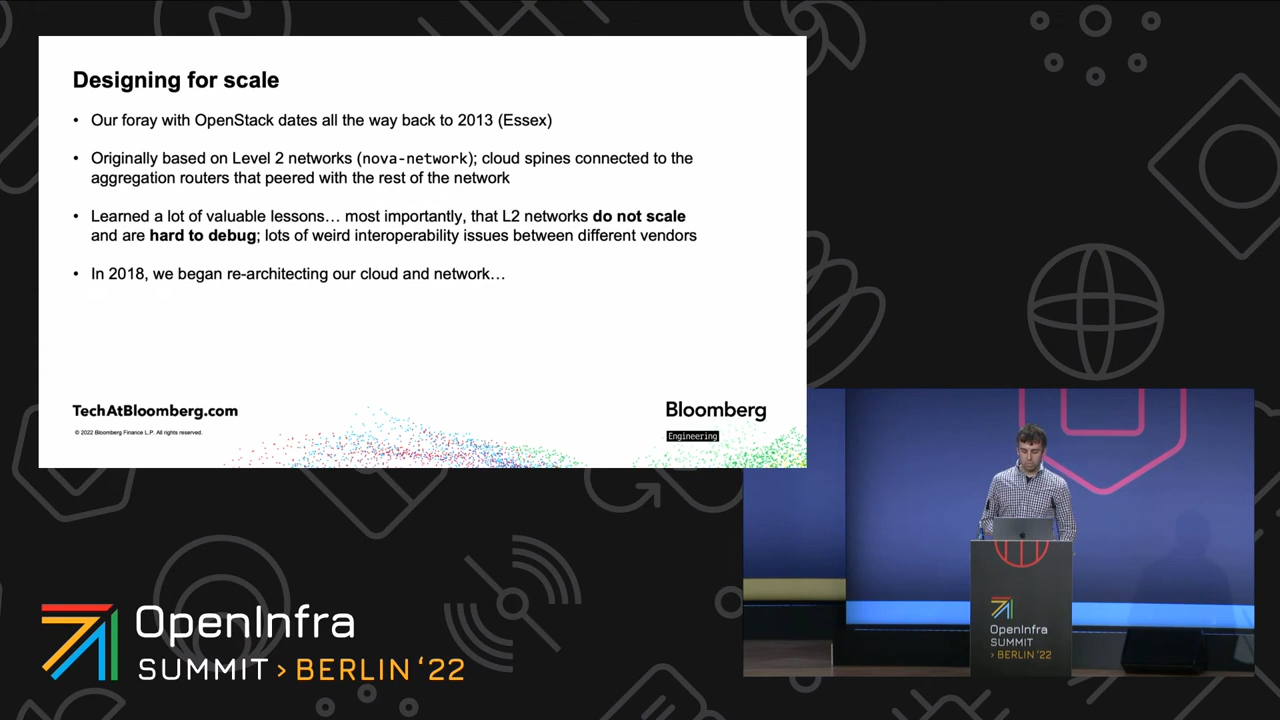 Designing for scale
• Our foray with OpenStack dates all the way back to 2013 (Essex)
• Originally based on Level 2 networks (nova-network); cloud spines connected to the
aggregation routers that peered with the rest of the network
• Learned a lot of valuable lessons… most importantly, that L2 networks do not scale
and are hard to debug; lots of weird interoperability issues between different vendors
• In 2018, we began re-architecting our cloud and network…
TechAtBloomberg.com
© 2022 Bloomberg Finance L.P. All rights reserved.
Bloomberg
Engineering
OpenInfra
SUMMIT > BERLIN ‘22
OpenInfra
SUMMIT
> BERLIN ‘22